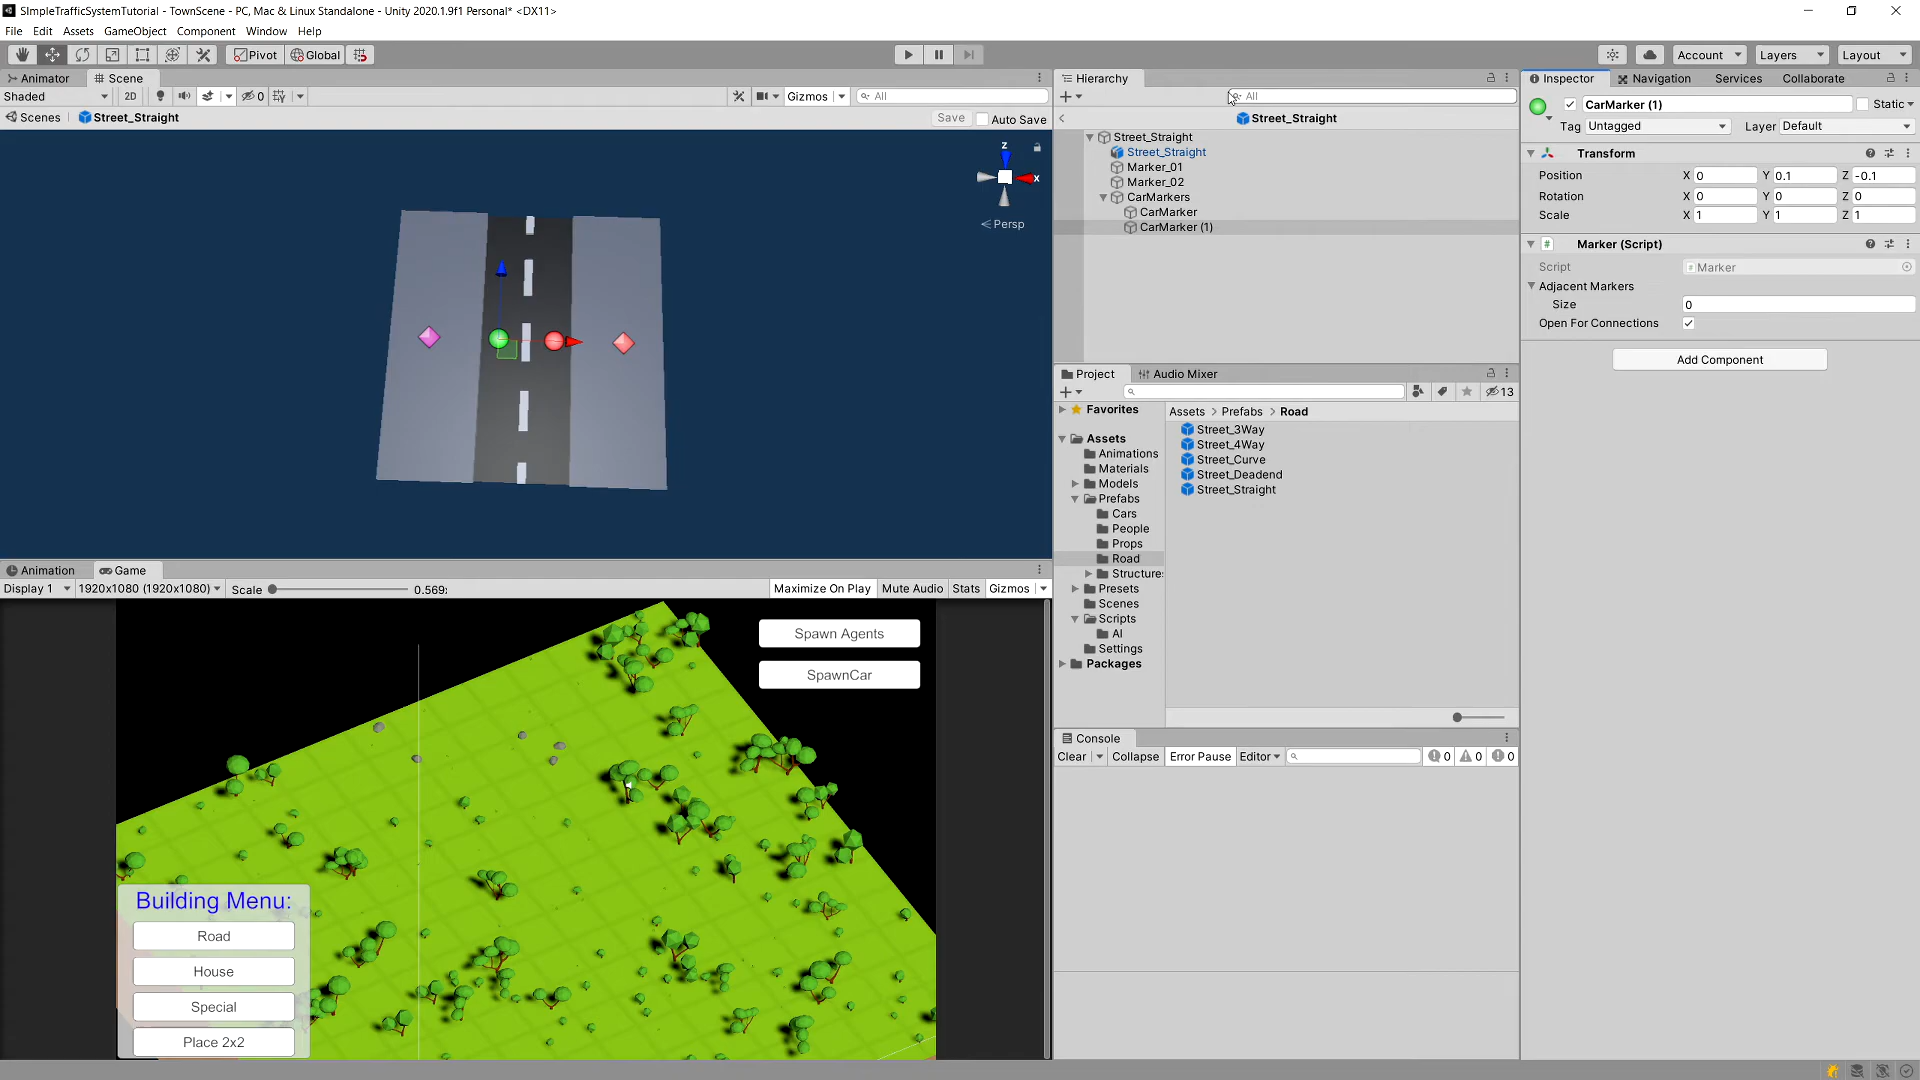 SImpleTrafficSystemTutorial - TownScene - PC, Mac & Linux Standalone - Unity 2020.1.9f1 Personal* <DX11>
File Edit Assets GameObject Component Window Help
Pivot Global Account Layers Layout
Animator Scene
Shaded 2D 0 Gizmos All
Scenes Street_Straight Save Auto Save
z
x
Persp
Animation Game
Display 1 1920x1080 (1920x1080) Scale 0.569: Maximize On Play Mute Audio Stats Gizmos
Spawn Agents
SpawnCar
Building Menu:
Road
House
Special
Place 2x2
Hierarchy
All
Street_Straight
Street_Straight
Street_Straight
Marker_01
Marker_02
CarMarkers
CarMarker
CarMarker (1)
Project Audio Mixer
13
Favorites
Assets
Animations
Materials
Models
Prefabs
Cars
People
Props
Road
Structure:
Presets
Scenes
Scripts
AI
Settings
Packages
Assets > Prefabs > Road
Street_3Way
Street_4Way
Street_Curve
Street_Deadend
Street_Straight
Console
Clear Collapse Error Pause Editor 0 0 0
Inspector Navigation Services Collaborate
CarMarker (1) Static
Tag Untagged Layer Default
Transform
Position X 0 Y 0.1 Z -0.1
Rotation X 0 Y 0 Z 0
Scale X 1 Y 1 Z 1
# Marker (Script)
Script Marker
Adjacent Markers
Size 0
Open For Connections
Add Component